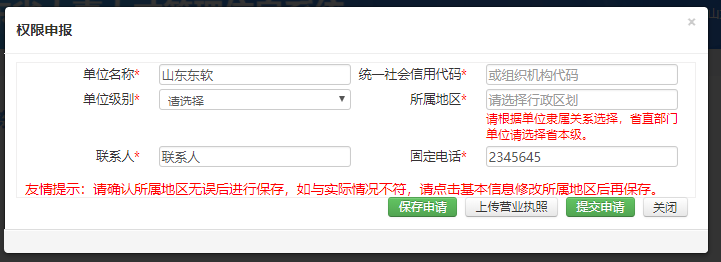 权限申报
×
单位名称* 山东东软 统一社会信用代码* 或组织机构代码
单位级别* 请选择 所属地区* 请选择行政区划
请根据单位隶属关系选择，省直部门
单位请选择省本级。
联系人* 联系人 固定电话* 2345645
友情提示：请确认所属地区无误后进行保存，如与实际情况不符，请点击基本信息修改所属地区后再保存。
保存申请 上传营业执照 提交申请 关闭